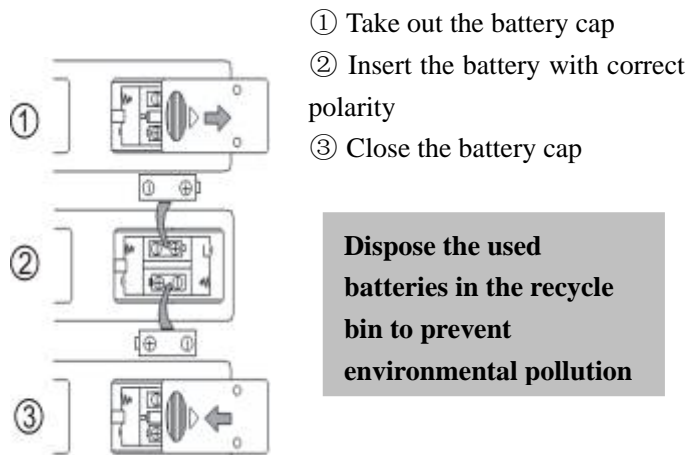 ① Take out the battery cap
② Insert the battery with correct
polarity
③ Close the battery cap
①
②
③
Dispose the used
batteries in the recycle
bin to prevent
environmental pollution